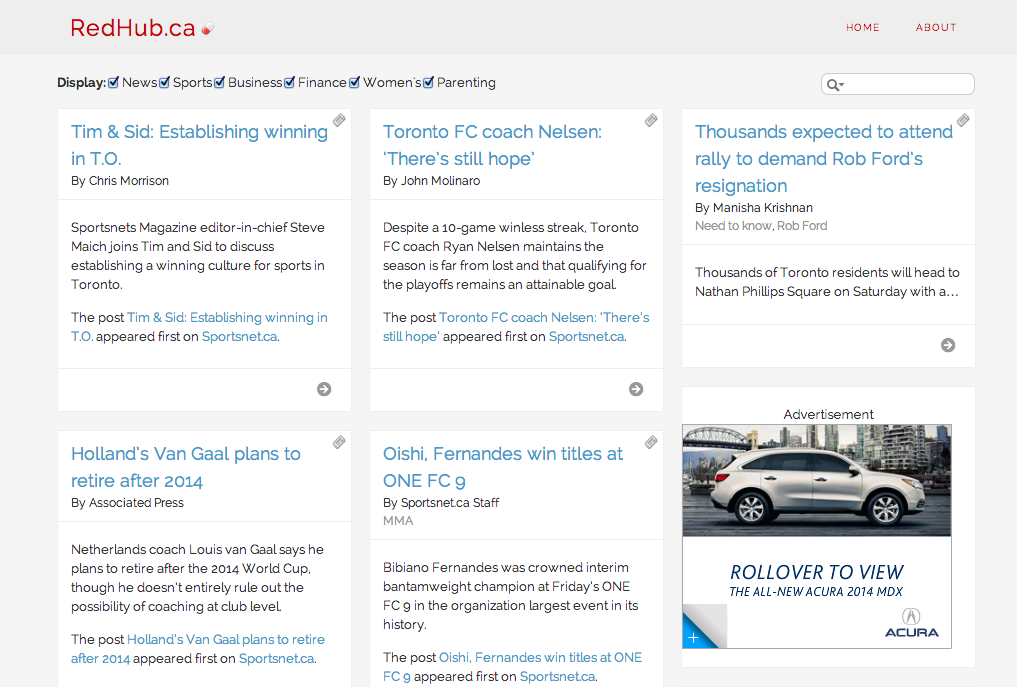 RedHub.ca
HOME
ABOUT
Display: News Sports Business Finance Women's Parenting
Tim & Sid: Establishing winning
in T.O.
By Chris Morrison
Sportsnets Magazine editor-in-chief Steve
Maich joins Tim and Sid to discuss
establishing a winning culture for sports in
Toronto.
The post Tim & Sid: Establishing winning in
T.O. appeared first on Sportsnet.ca.
Toronto FC coach Nelsen:
'There's still hope'
By John Molinaro
Despite a 10-game winless streak, Toronto
FC coach Ryan Nelsen maintains the
season is far from lost and that qualifying for
the playoffs remains an attainable goal.
The post Toronto FC coach Nelsen: 'There's
still hope' appeared first on Sportsnet.ca.
Thousands expected to attend
rally to demand Rob Ford's
resignation
By Manisha Krishnan
Need to know, Rob Ford
Thousands of Toronto residents will head to
Nathan Phillips Square on Saturday with a...
Holland's Van Gaal plans to
retire after 2014
By Associated Press
Netherlands coach Louis van Gaal says he
plans to retire after the 2014 World Cup,
though he doesn't entirely rule out the
possibility of coaching at club level.
The post Holland's Van Gaal plans to retire
after 2014 appeared first on Sportsnet.ca.
Oishi, Fernandes win titles at
ONE FC 9
By Sportsnet.ca Staff
MMA
Bibiano Fernandes was crowned interim
bantamweight champion at Friday's ONE
FC 9 in the organization largest event in its
history.
The post Oishi, Fernandes win titles at ONE
FC 9 appeared first on Sportsnet.ca.
Advertisement
ROLLOVER TO VIEW
THE ALL-NEW ACURA 2014 MDX
ACURA